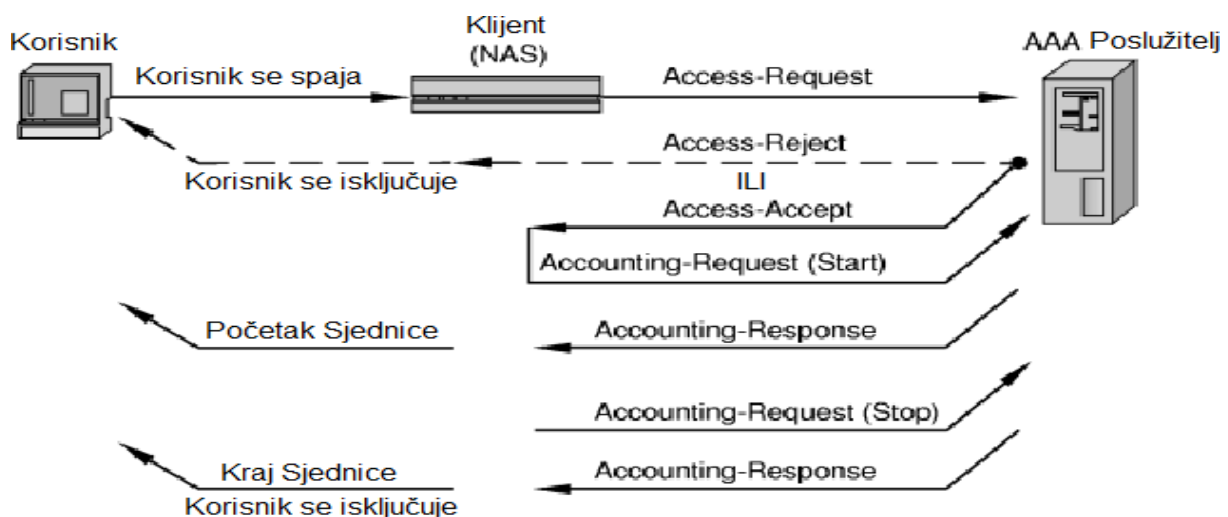 Korisnik
Klijent
(NAS)
AAA Poslužitelj
Korisnik se spaja
Access-Request
Access-Reject
Korisnik se isključuje
ILI
Access-Accept
Accounting-Request (Start)
Početak Sjednice
Accounting-Response
Accounting-Request (Stop)
Kraj Sjednice
Accounting-Response
Korisnik se isključuje